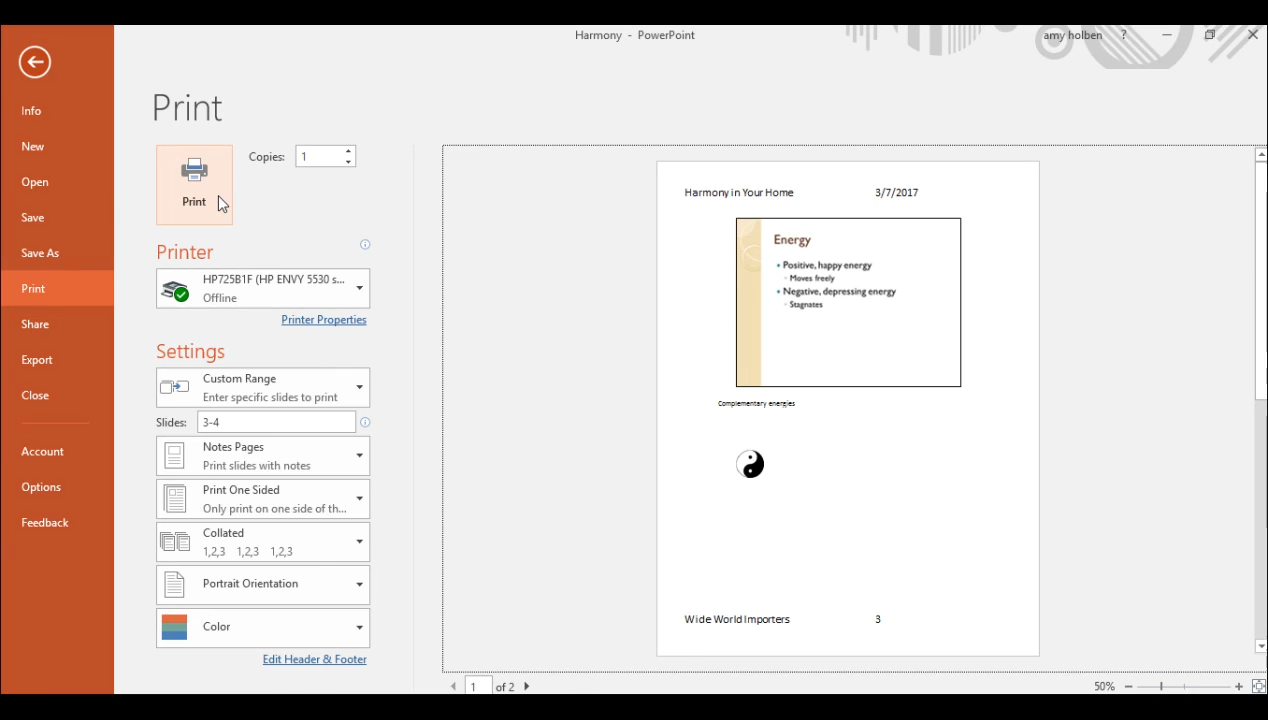 Harmony - PowerPoint
amy holben
?
Info
New
Open
Save
Save As
Print
Share
Export
Close
Account
Options
Feedback
Print
Print
Copies: 1
Printer
HP725B1F (HP ENVY 5530 s...
Offline
Printer Properties
Settings
Custom Range
Enter specific slides to print
Slides: 3-4
Notes Pages
Print slides with notes
Print One Sided
Only print on one side of th...
Collated
1,2,3 1,2,3 1,2,3
Portrait Orientation
Color
Edit Header & Footer
Harmony in Your Home 3/7/2017
Energy
• Positive, happy energy
◦ Moves freely
• Negative, depressing energy
◦ Stagnates
Complementary energies
Wide World Importers 3
1 of 2
50%